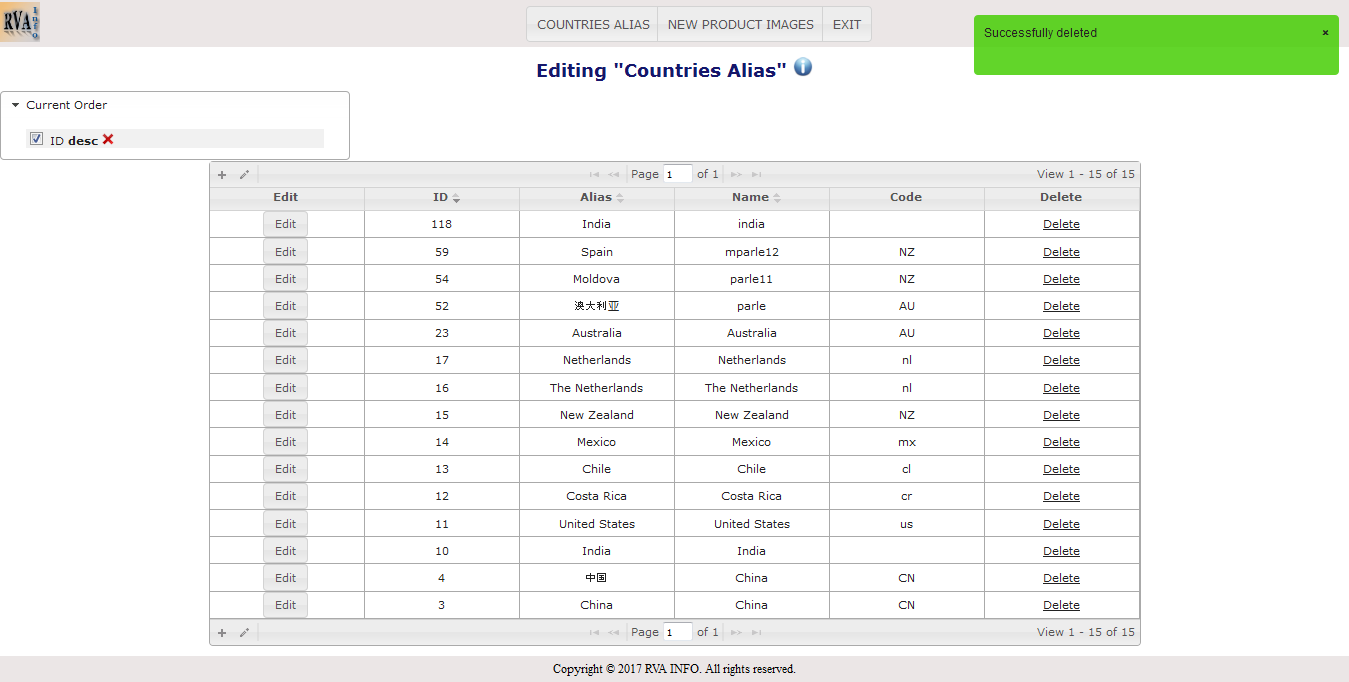 RVA Info
COUNTRIES ALIAS NEW PRODUCT IMAGES EXIT
Successfully deleted ×
Editing "Countries Alias" i
Current Order
ID desc
Page 1 of 1 View 1 - 15 of 15
Edit ID Alias Name Code Delete
Edit 118 India india Delete
Edit 59 Spain mparle12 NZ Delete
Edit 54 Moldova parle11 NZ Delete
Edit 52 澳大利亚 parle AU Delete
Edit 23 Australia Australia AU Delete
Edit 17 Netherlands Netherlands nl Delete
Edit 16 The Netherlands The Netherlands nl Delete
Edit 15 New Zealand New Zealand NZ Delete
Edit 14 Mexico Mexico mx Delete
Edit 13 Chile Chile cl Delete
Edit 12 Costa Rica Costa Rica cr Delete
Edit 11 United States United States us Delete
Edit 10 India India Delete
Edit 4 中国 China CN Delete
Edit 3 China China CN Delete
Page 1 of 1 View 1 - 15 of 15
Copyright © 2017 RVA INFO. All rights reserved.